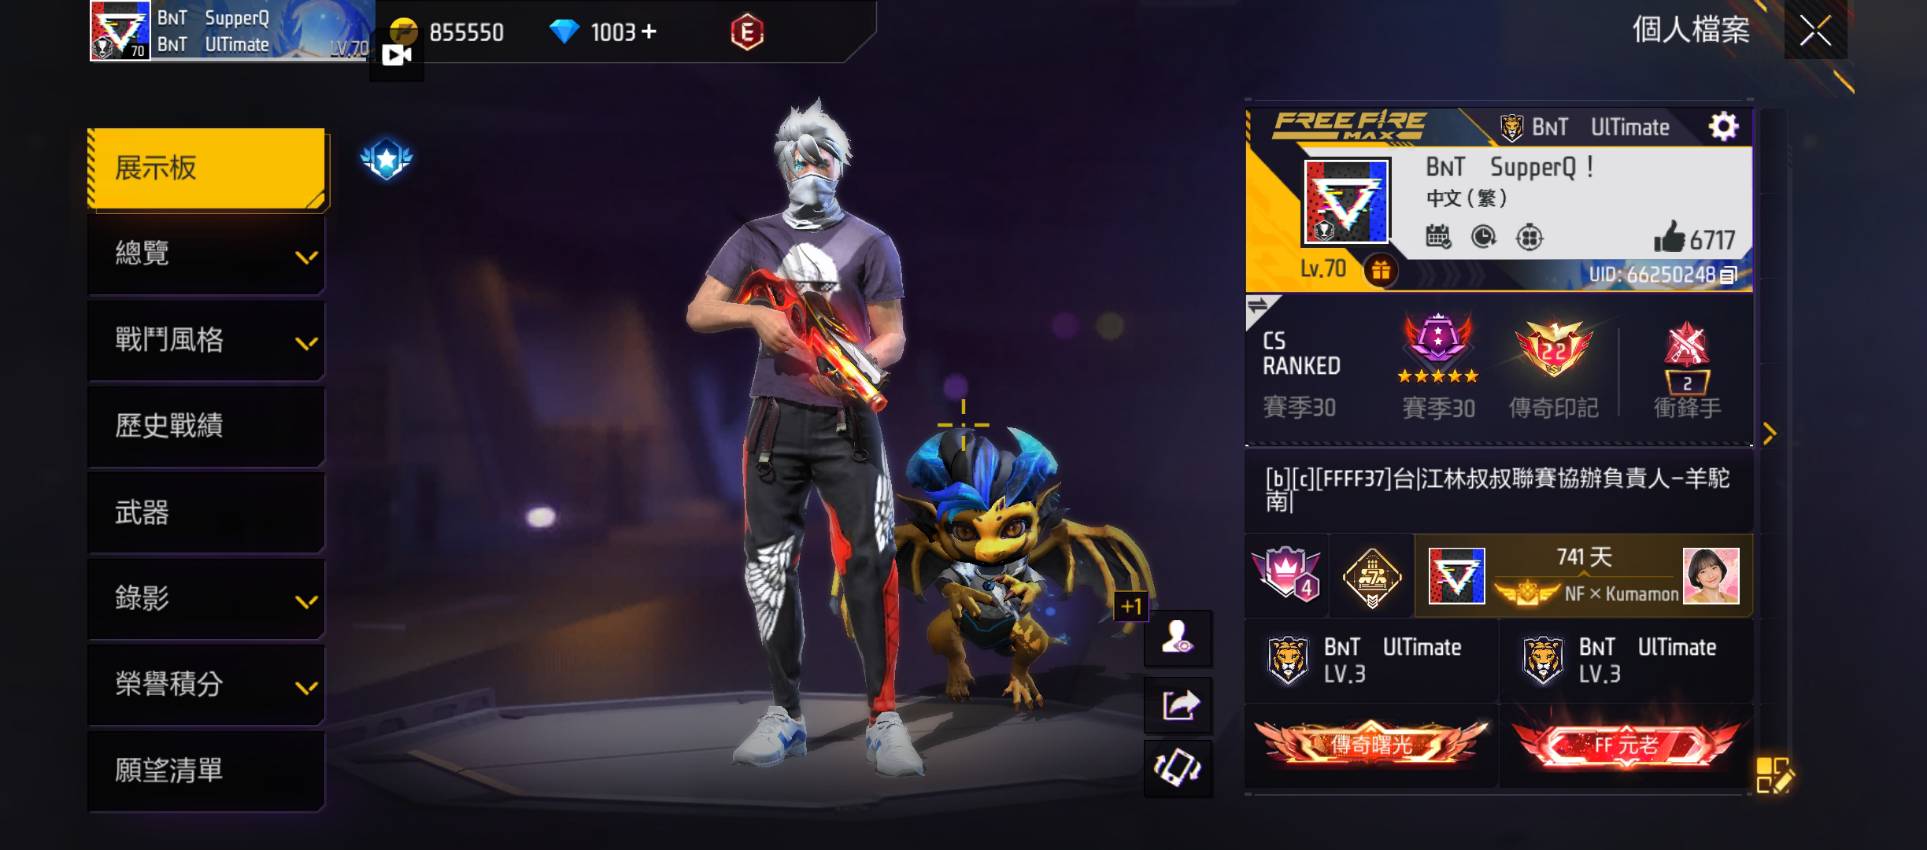 BNT SupperQ
BNT UlTimate
LV.70
70
855550
1003 +
E
個人檔案
展示板
總覽
戰鬥風格
歷史戰績
武器
錄影
榮譽積分
願望清單
+1
FREE FIRE
MAX
BNT UlTimate
BNT SupperQ !
中文 ( 繁 )
6717
Lv.70
UID: 66250248
CS
RANKED
賽季30
賽季30
22
傳奇印記
2
衝鋒手
[b][c][FFFF37]台|江林叔叔聯賽協辦負責人-羊駝
南|
4
741 天
NF × Kumamon
BNT UlTimate
LV.3
BNT UlTimate
LV.3
傳奇曙光
FF 元老